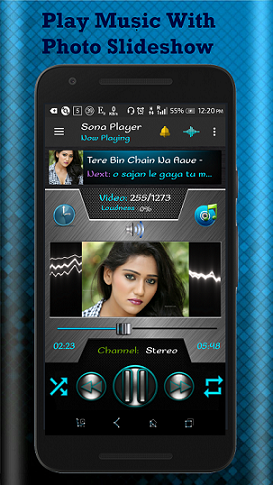 Play Music With
Photo Slideshow
55% 12:20 PM
Sona Player
Now Playing
Tere Bin Chain Na Aave -
Next: o sajan le gaya tu m...
Video: 255/1273
Loudness: 0%
02:23
05:48
Channel: Stereo